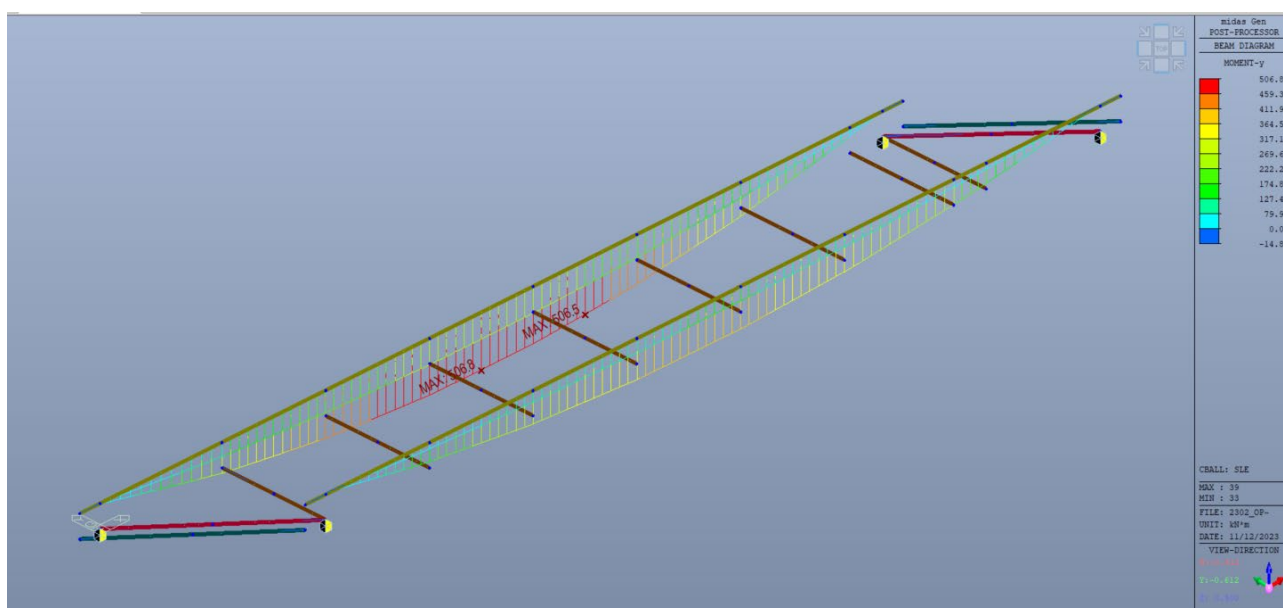 midas Gen
POST-PROCESSOR
BEAM DIAGRAM
MOMENT-y
506.8
459.3
411.9
364.5
317.1
269.6
222.2
174.8
127.4
79.9
0.0
-14.8
TOP
MAX : 506.5
MAX : 506.8
CBALL: SLE
MAX : 39
MIN : 33
FILE: 2302_OP~
UNIT: kN*m
DATE: 11/12/2023
VIEW-DIRECTION
Y:-0.612